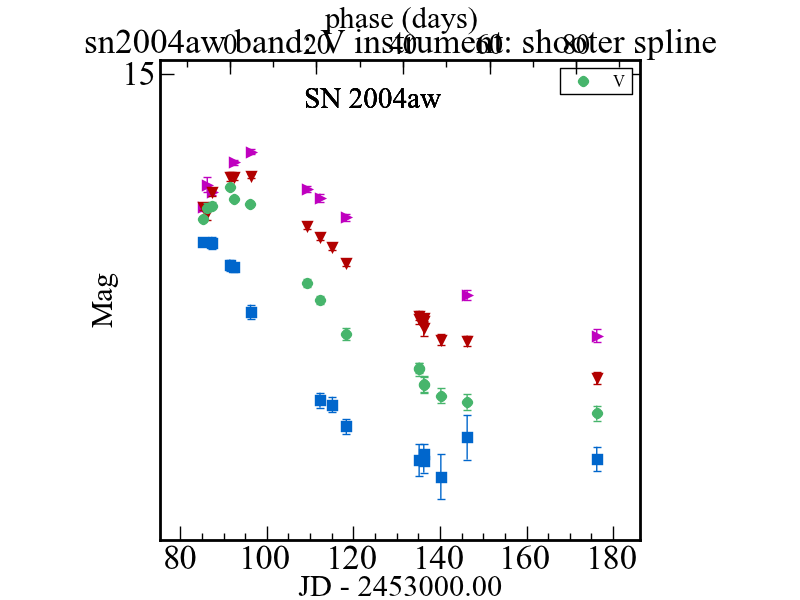 phase (days)
sn2004aw band: V instrument: shooter spline
0 20 40 60 80
15
V
SN 2004aw
Mag
80 100 120 140 160 180
JD - 2453000.00